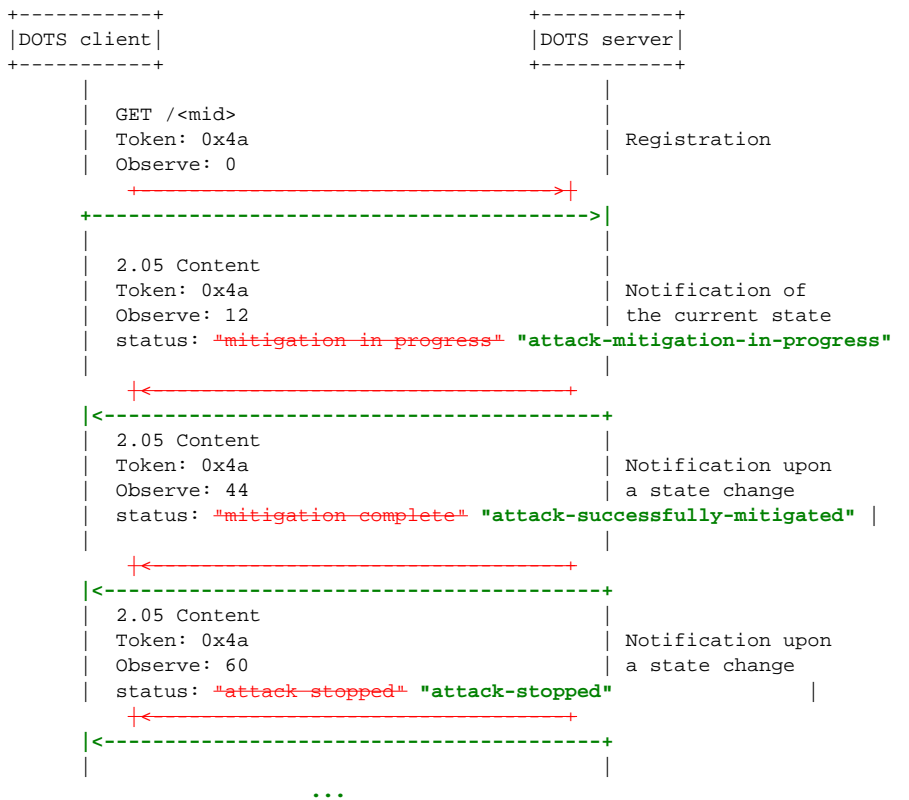 +-----------+                              +-----------+
|DOTS client|                              |DOTS server|
+-----------+                              +-----------+
      |                                          |
      | GET /<mid>                               |
      | Token: 0x4a                              | Registration
      | Observe: 0                               |
        +----------------------------------->|
      +----------------------------------------->|
      |                                          |
      | 2.05 Content                             |
      | Token: 0x4a                              | Notification of
      | Observe: 12                              | the current state
      | status: "mitigation in progress" "attack-mitigation-in-progress"
      |                                          |
        |<-----------------------------------+
      |<-----------------------------------------+
      | 2.05 Content                             |
      | Token: 0x4a                              | Notification upon
      | Observe: 44                              | a state change
      | status: "mitigation complete" "attack-successfully-mitigated" |
      |                                          |
        |<-----------------------------------+
      |<-----------------------------------------+
      | 2.05 Content                             |
      | Token: 0x4a                              | Notification upon
      | Observe: 60                              | a state change
      | status: "attack stopped" "attack-stopped"                |
        |<-----------------------------------+
      |<-----------------------------------------+
      |                                          |
                         ...